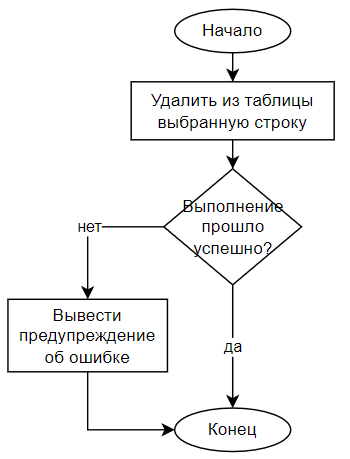 Начало
Удалить из таблицы
выбранную строку
Выполнение
прошло
успешно?
нет
Вывести
предупреждение
об ошибке
да
Конец